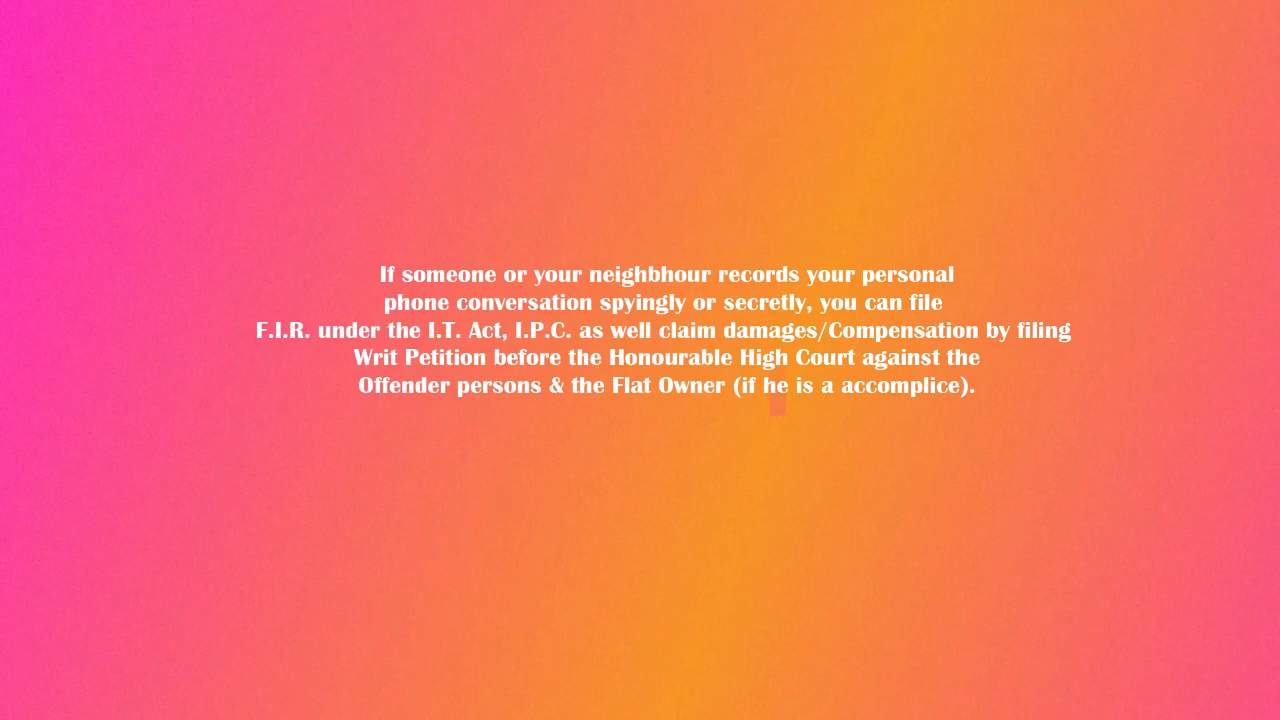 If someone or your neighbhour records your personal
phone conversation spyingly or secretly, you can file
F.I.R. under the I.T. Act, I.P.C. as well claim damages/Compensation by filing
Writ Petition before the Honourable High Court against the
Offender persons & the Flat Owner (if he is a accomplice).